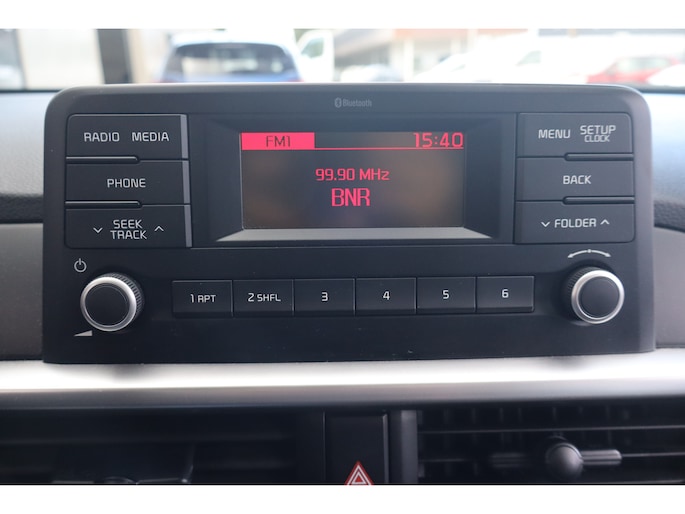 Bluetooth
FM1 15:40
99.90 MHz
BNR
RADIO MEDIA
PHONE
SEEK
TRACK
MENU SETUP
CLOCK
BACK
FOLDER
1 RPT 2 SHFL 3 4 5 6